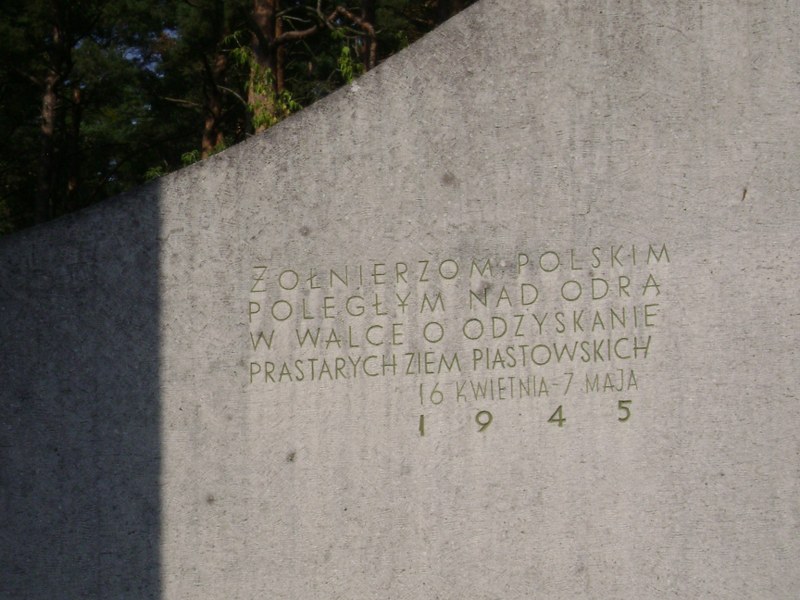 ŻOŁNIERZOM POLSKIM
POLEGŁYM NAD ODRĄ
W WALCE O ODZYSKANIE
PRASTARYCH ZIEM PIASTOWSKICH
16 KWIETNIA-7 MAJA
1945